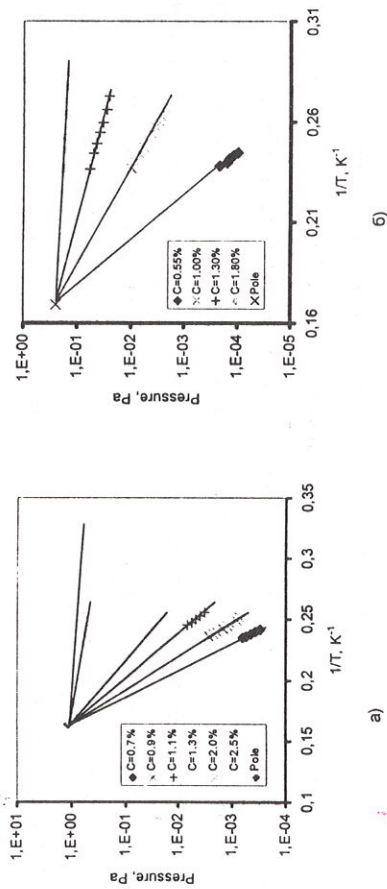 1,E+01
1,E+00
1,E-01
1,E-02
1,E-03
1,E-04
Pressure, Pa
C=0.7%
C=0.9%
C=1.1%
C=1.3%
C=2.0%
C=2.5%
Pole
0,1
0,15
0,2
0,25
0,3
0,35
1/T, K⁻¹
а)
1,E+00
1,E-01
1,E-02
1,E-03
1,E-04
1,E-05
Pressure, Pa
C=0.55%
C=1.00%
C=1.30%
C=1.80%
Pole
0,16
0,21
0,26
0,31
1/T, K⁻¹
б)